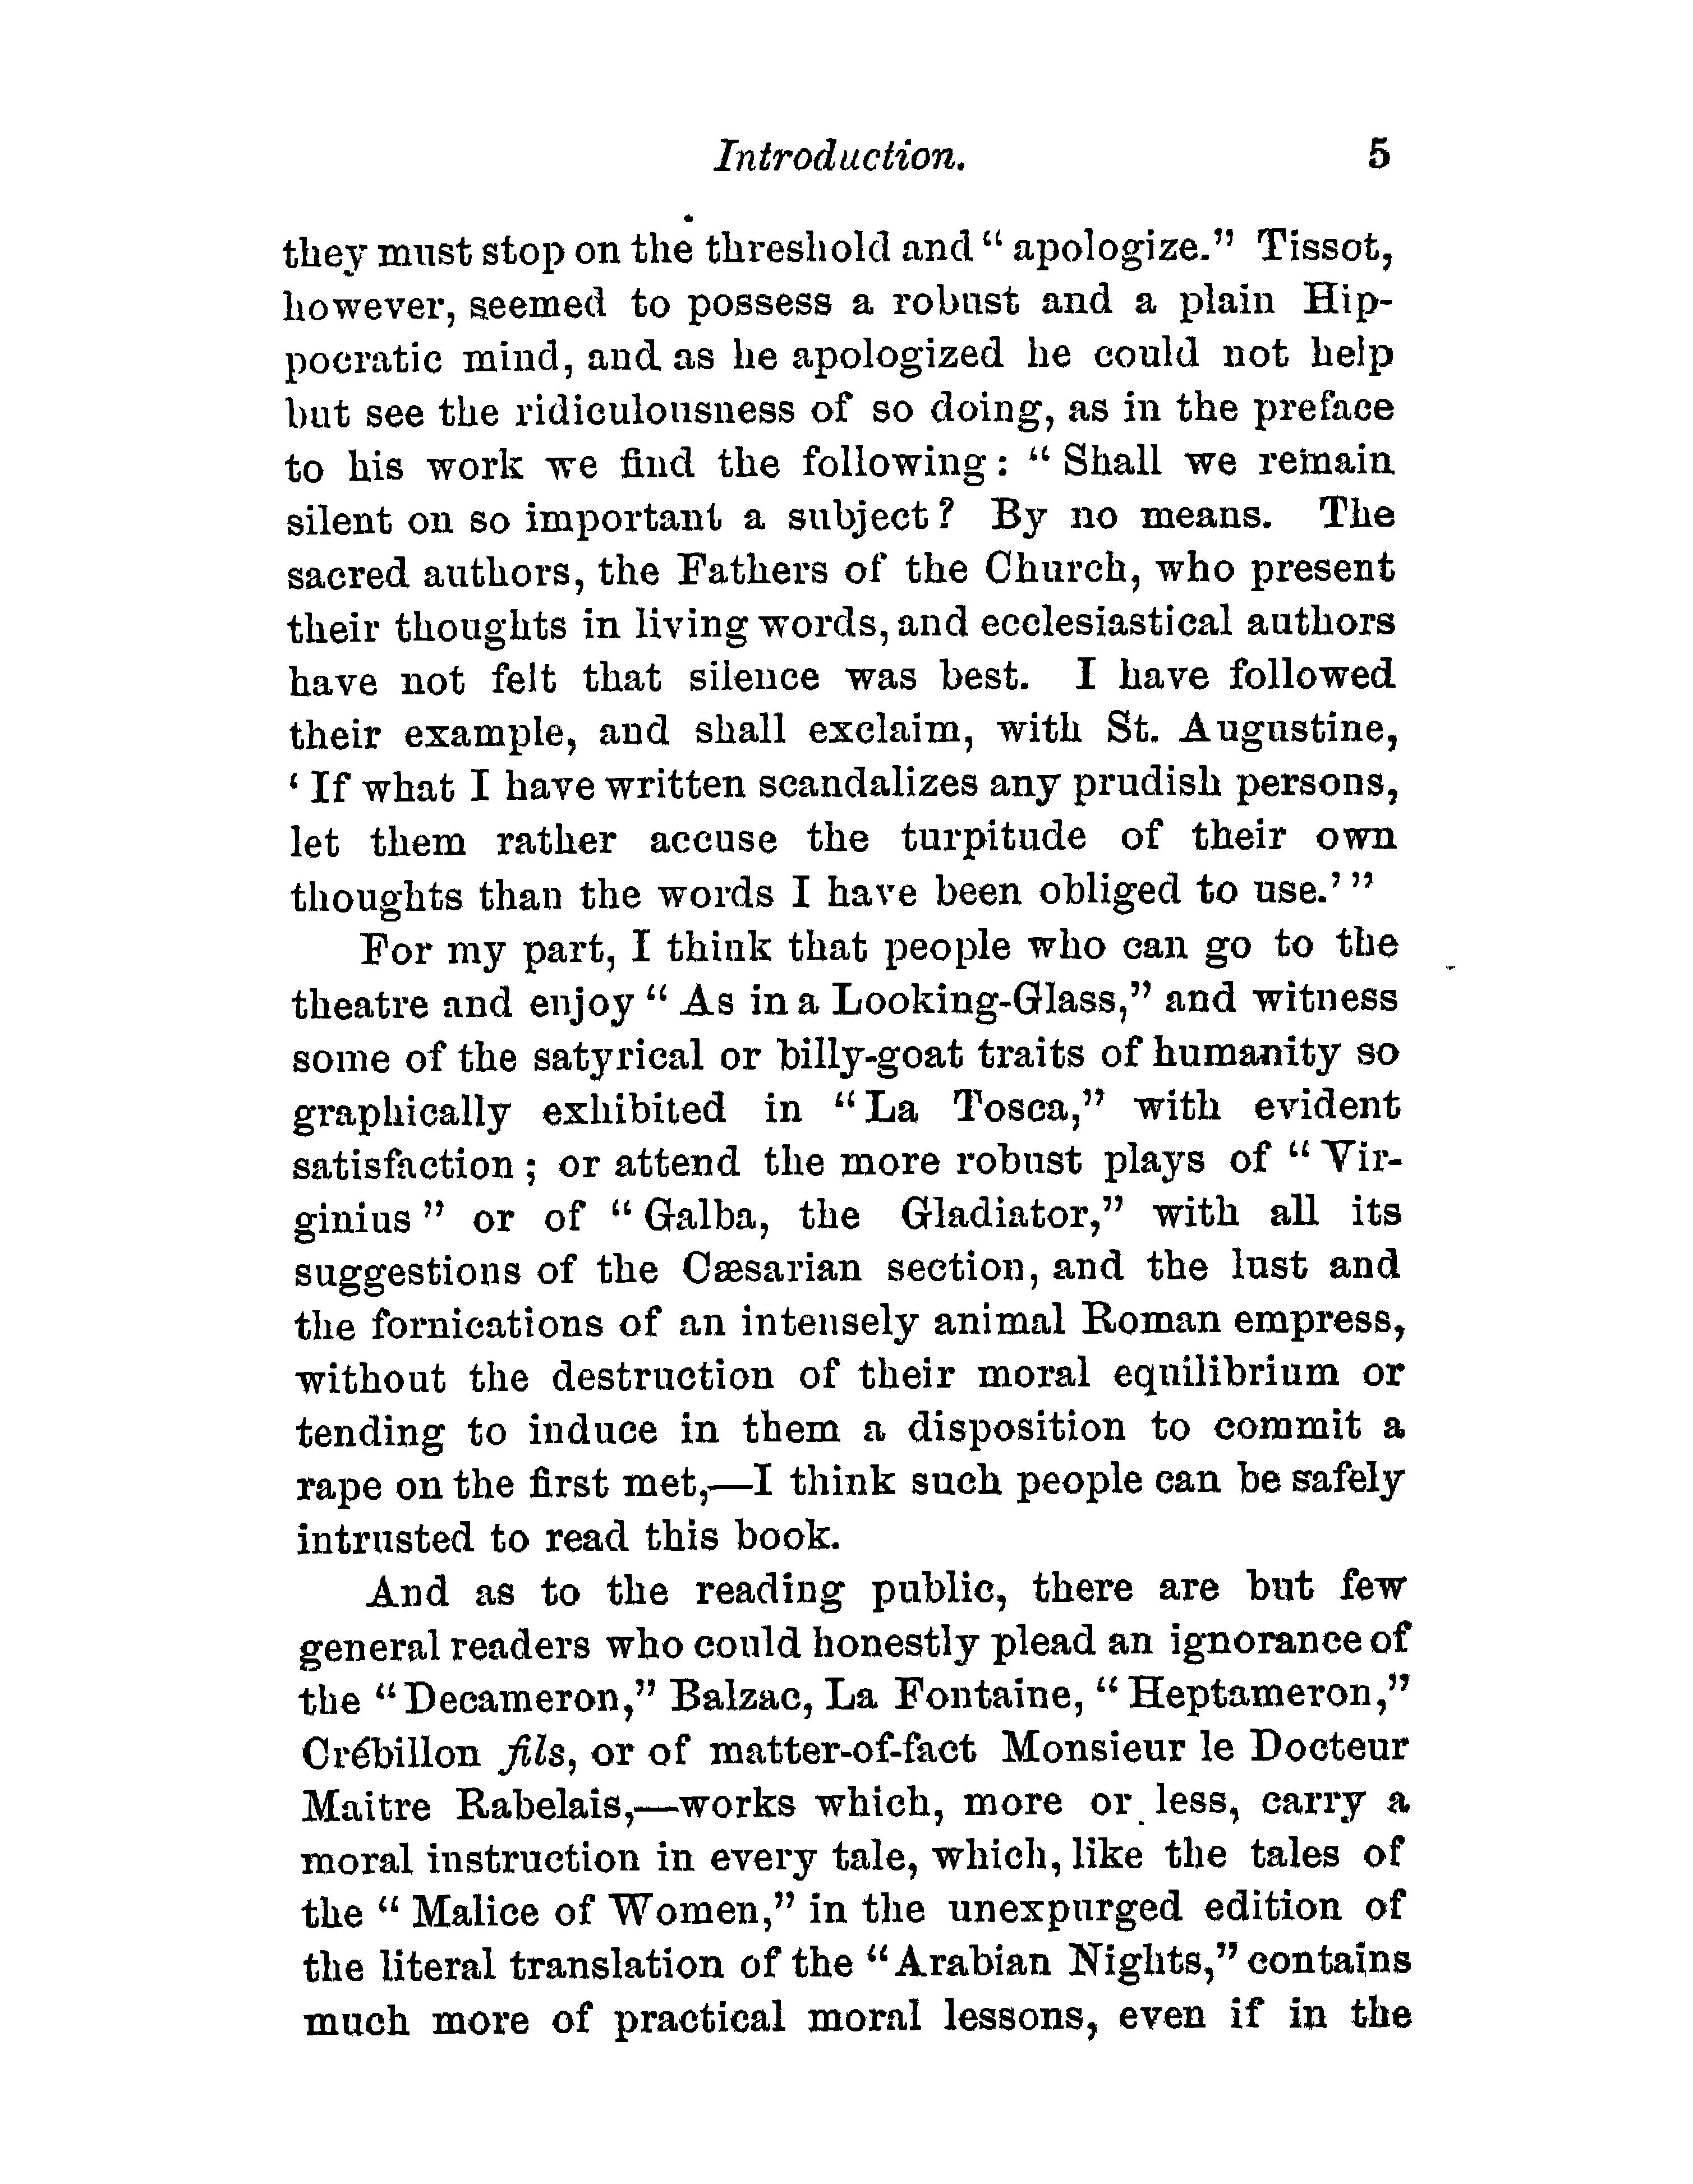 Introduction. 5
they must stop on the threshold and "apologize." Tissot,
however, seemed to possess a robust and a plain Hip-
pocratic mind, and as he apologized he could not help
but see the ridiculousness of so doing, as in the preface
to his work we find the following: "Shall we remain
silent on so important a subject? By no means. The
sacred authors, the Fathers of the Church, who present
their thoughts in living words, and ecclesiastical authors
have not felt that silence was best. I have followed
their example, and shall exclaim, with St. Augustine,
'If what I have written scandalizes any prudish persons,
let them rather accuse the turpitude of their own
thoughts than the words I have been obliged to use.'"
For my part, I think that people who can go to the
theatre and enjoy "As in a Looking-Glass," and witness
some of the satyrical or billy-goat traits of humanity so
graphically exhibited in "La Tosca," with evident
satisfaction; or attend the more robust plays of "Vir-
ginius" or of "Galba, the Gladiator," with all its
suggestions of the Cæsarian section, and the lust and
the fornications of an intensely animal Roman empress,
without the destruction of their moral equilibrium or
tending to induce in them a disposition to commit a
rape on the first met,—I think such people can be safely
intrusted to read this book.
And as to the reading public, there are but few
general readers who could honestly plead an ignorance of
the "Decameron," Balzac, La Fontaine, "Heptameron,"
Crébillon fils, or of matter-of-fact Monsieur le Docteur
Maitre Rabelais,—works which, more or less, carry a
moral instruction in every tale, which, like the tales of
the "Malice of Women," in the unexpurged edition of
the literal translation of the "Arabian Nights," contains
much more of practical moral lessons, even if in the